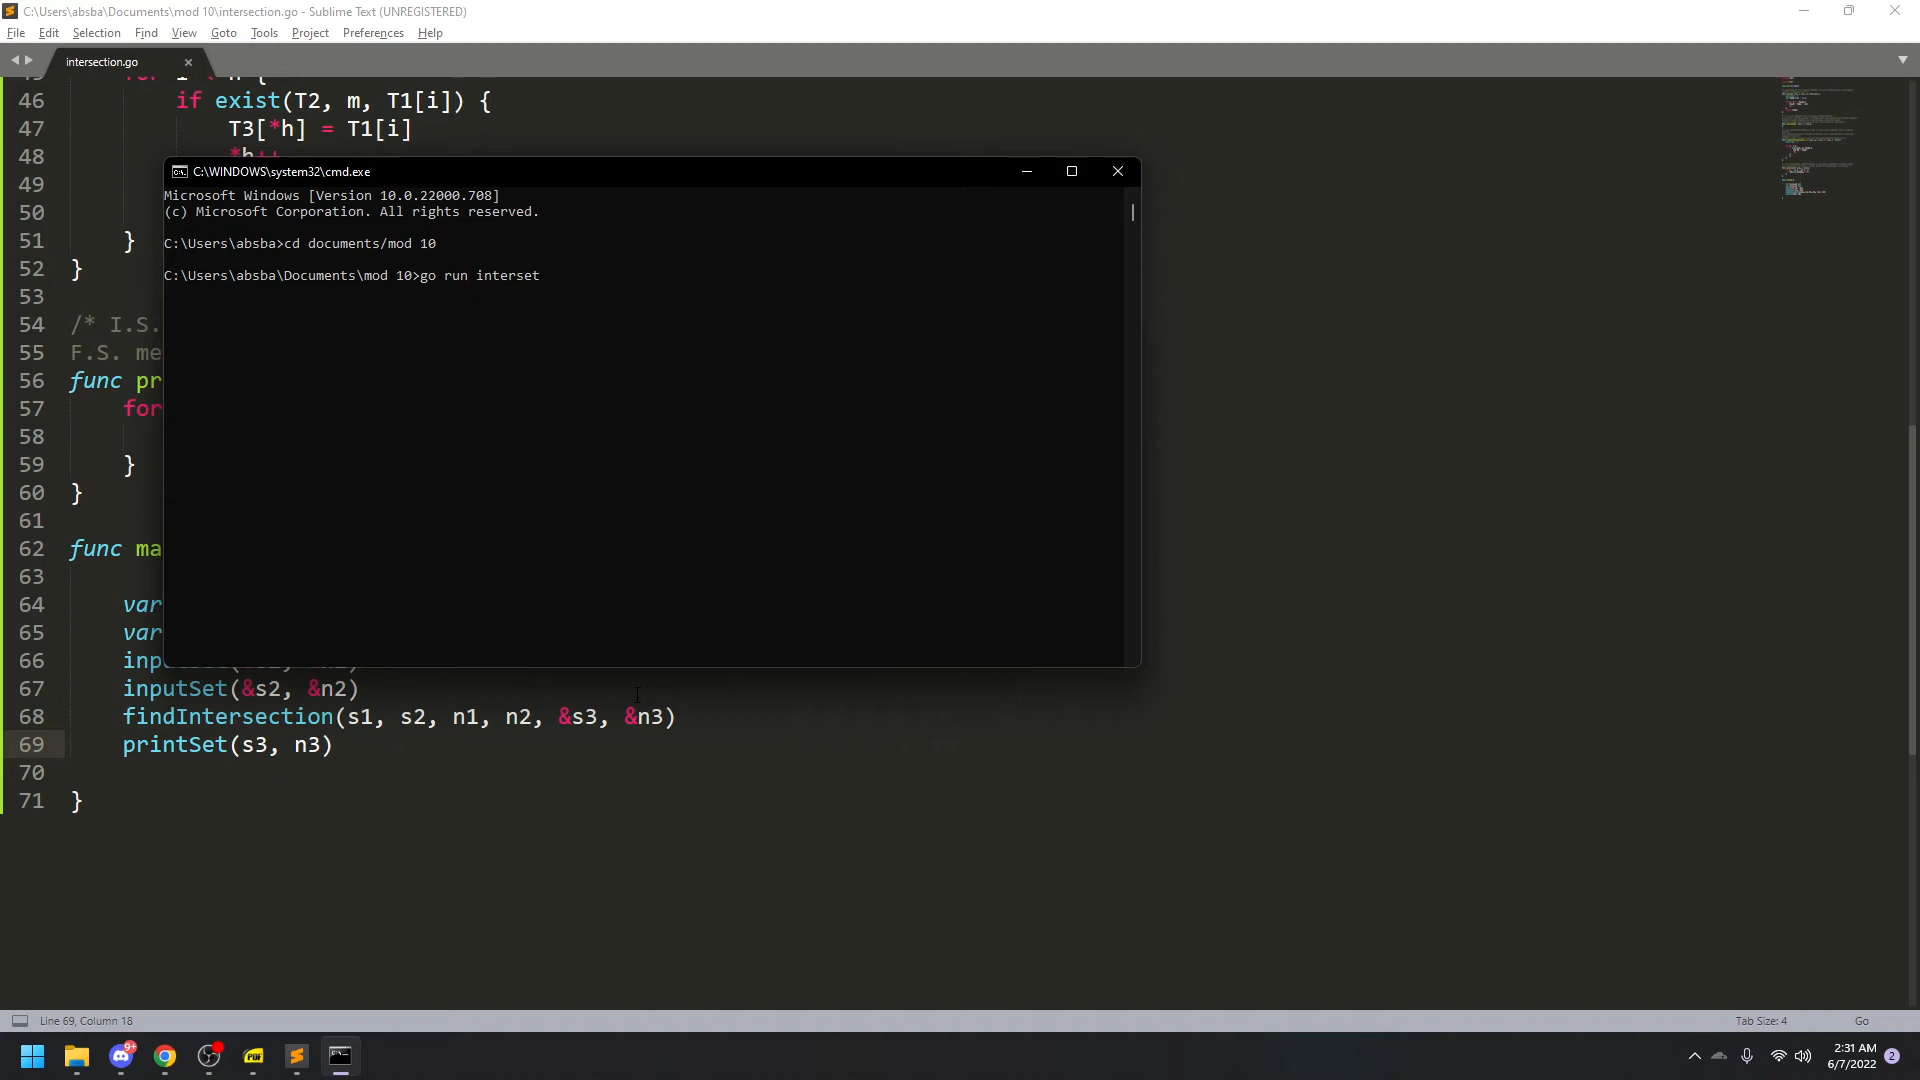 C:\Users\absba\Documents\mod 10\intersection.go - Sublime Text (UNREGISTERED)
File Edit Selection Find View Goto Tools Project Preferences Help
intersection.go
46 if exist(T2, m, T1[i]) {
47 T3[*h] = T1[i]
48 *h++
C:\WINDOWS\system32\cmd.exe
Microsoft Windows [Version 10.0.22000.708]
(c) Microsoft Corporation. All rights reserved.
C:\Users\absba>cd documents/mod 10
C:\Users\absba\Documents\mod 10>go run interset
49
50
51 }
52 }
53
54 /* I.S.
55 F.S. me
56 func pr
57 for
58
59 }
60 }
61
62 func ma
63
64 var
65 var
66 inp
67 inputSet(&s2, &n2)
68 findIntersection(s1, s2, n1, n2, &s3, &n3)
69 printSet(s3, n3)
70
71 }
Line 69, Column 18
Tab Size: 4
Go
9+
PDF
2:31 AM
6/7/2022
2